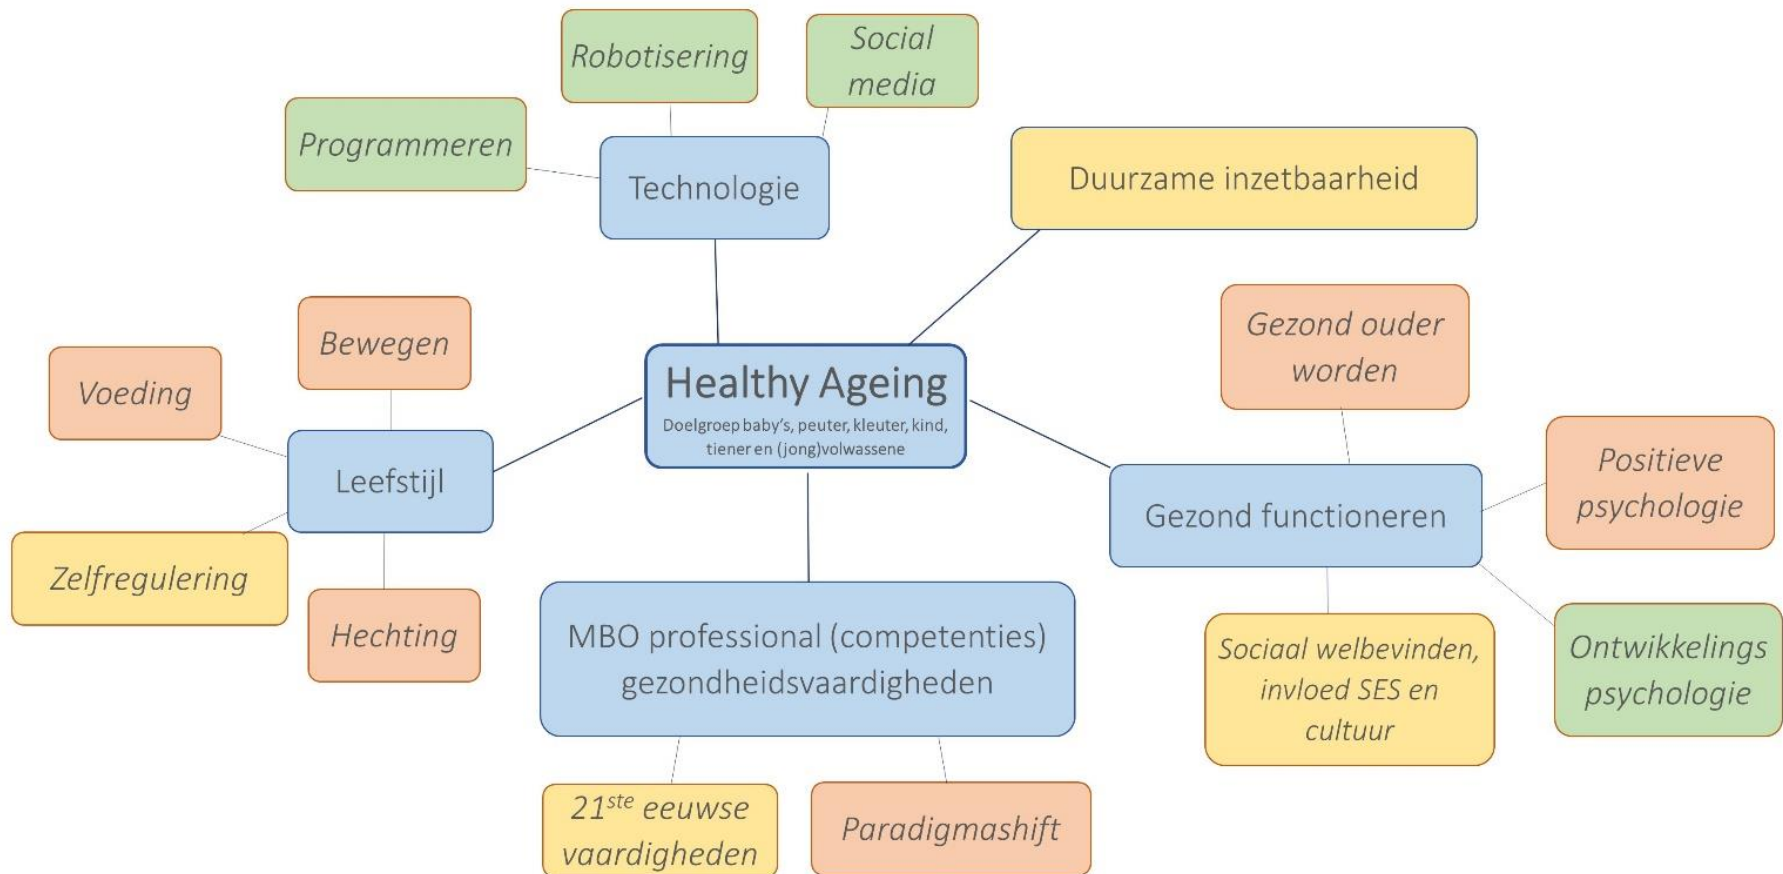 Robotisering
Social
media
Programmeren
Technologie
Duurzame inzetbaarheid
Bewegen
Voeding
Leefstijl
Zelfregulering
Hechting
Healthy Ageing
Doelgroep baby's, peuter, kleuter, kind,
tiener en (jong)volwassene
Gezond ouder
worden
Positieve
psychologie
Gezond functioneren
Ontwikkelings
psychologie
Sociaal welbevinden,
invloed SES en
cultuur
MBO professional (competenties)
gezondheidsvaardigheden
21ste eeuwse
vaardigheden
Paradigmashift